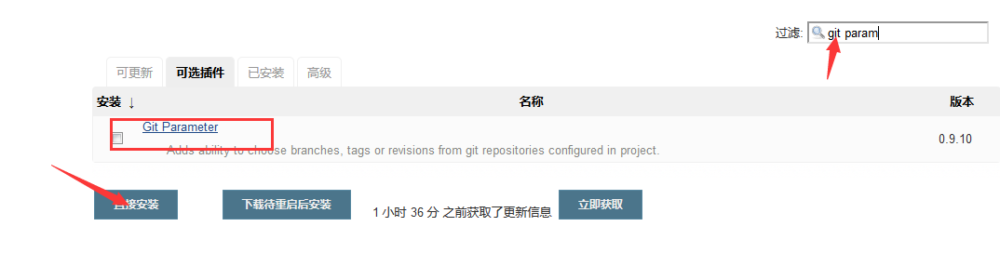 过滤: git param
可更新 可选插件 已安装 高级
安装 ↓ 名称 版本
Git Parameter
Adds ability to choose branches, tags or revisions from git repositories configured in project.
0.9.10
直接安装 下载待重启后安装 1 小时 36 分 之前获取了更新信息 立即获取